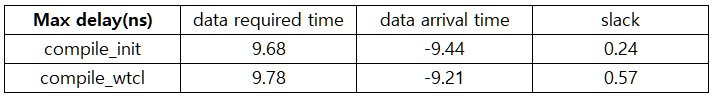 Max delay(ns) data required time data arrival time slack
compile_init 9.68 -9.44 0.24
compile_wtcl 9.78 -9.21 0.57